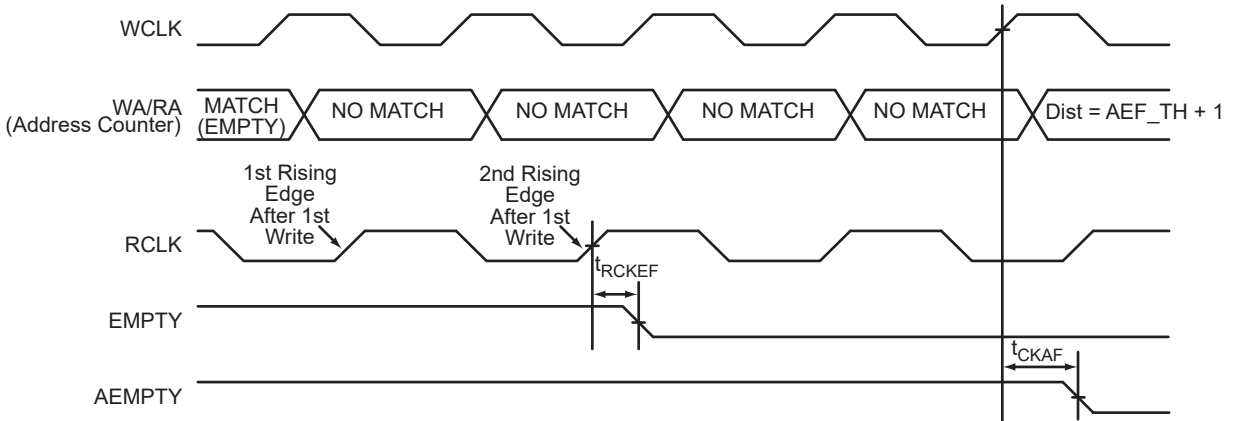 WCLK
WA/RA
(Address Counter)
MATCH
(EMPTY)
NO MATCH
NO MATCH
NO MATCH
NO MATCH
Dist = AEF_TH + 1
1st Rising
Edge
After 1st
Write
2nd Rising
Edge
After 1st
Write
RCLK
tRCKEF
EMPTY
tCKAF
AEMPTY